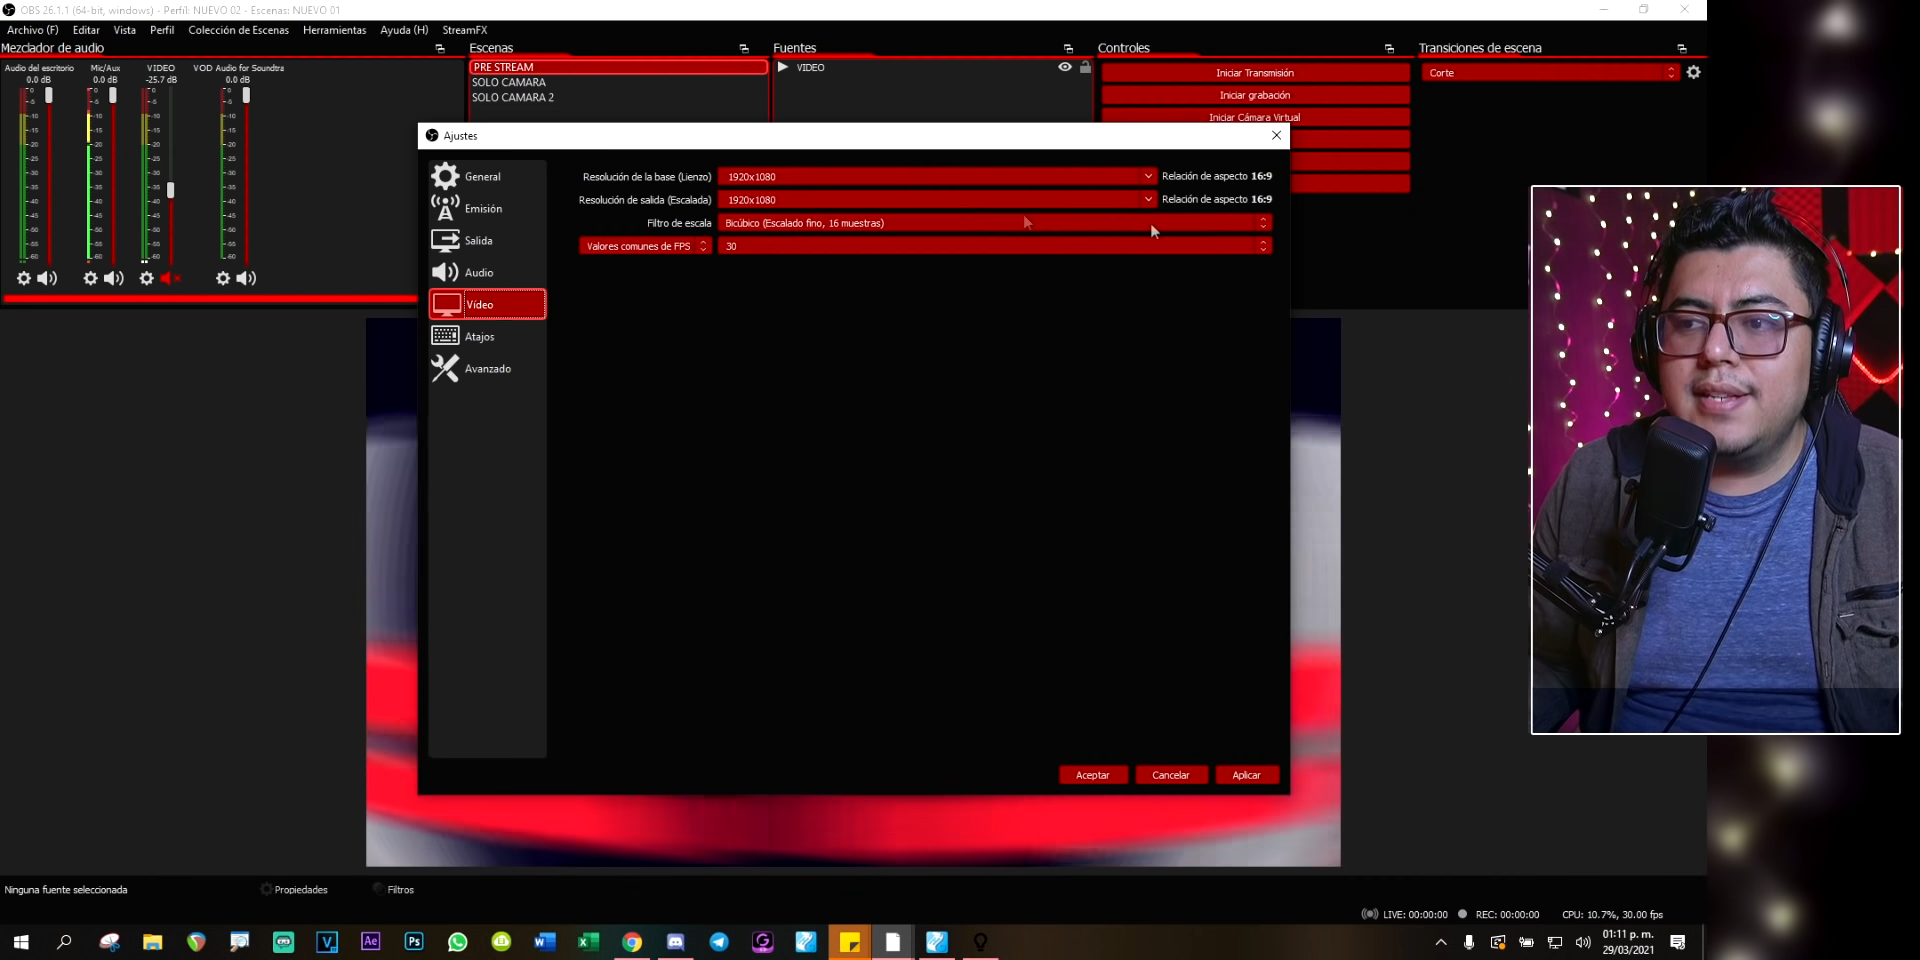 OBS 26.1.1 (64-bit, windows) - Perfil: NUEVO 02 - Escenas: NUEVO 01
Archivo (F) Editar Vista Perfil Colección de Escenas Herramientas Ayuda (H) StreamFX
Mezclador de audio Escenas Fuentes Controles Transiciones de escena
Audio del escritorio Mic/Aux VIDEO VOD Audio for Soundtra
0.0 dB 0.0 dB -25.7 dB 0.0 dB
PRE STREAM
SOLO CAMARA
SOLO CAMARA 2
VIDEO
Iniciar Transmisión
Iniciar grabación
Iniciar Cámara Virtual
Corte
Ajustes
General
Emisión
Salida
Audio
Vídeo
Atajos
Avanzado
Resolución de la base (Lienzo) 1920x1080 Relación de aspecto 16:9
Resolución de salida (Escalada) 1920x1080 Relación de aspecto 16:9
Filtro de escala Bicúbico (Escalado fino, 16 muestras)
Valores comunes de FPS 30
Aceptar Cancelar Aplicar
Ninguna fuente seleccionada Propiedades Filtros
LIVE: 00:00:00 REC: 00:00:00 CPU: 10.7%, 30.00 fps
01:11 p. m.
29/03/2021